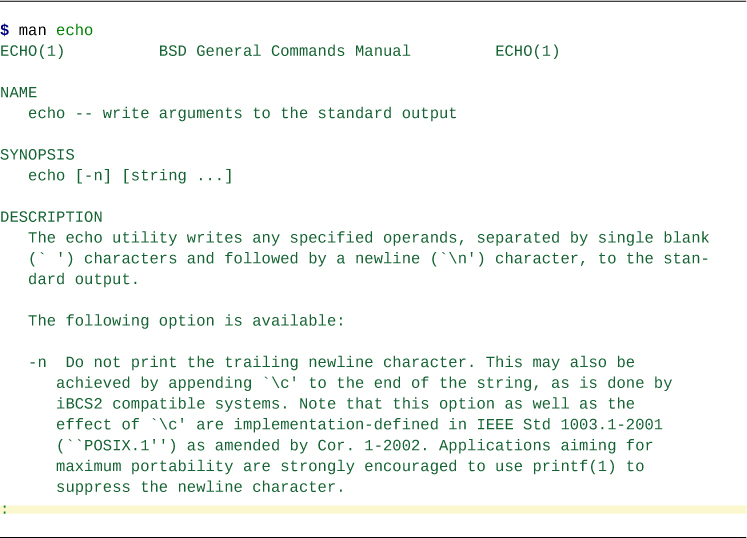 $ man echo
ECHO(1)          BSD General Commands Manual         ECHO(1)
NAME
   echo -- write arguments to the standard output
SYNOPSIS
   echo [-n] [string ...]
DESCRIPTION
   The echo utility writes any specified operands, separated by single blank
   (` ') characters and followed by a newline (`\n') character, to the stan-
   dard output.
   The following option is available:
   -n  Do not print the trailing newline character. This may also be
      achieved by appending `\c' to the end of the string, as is done by
      iBCS2 compatible systems. Note that this option as well as the
      effect of `\c' are implementation-defined in IEEE Std 1003.1-2001
      (``POSIX.1'') as amended by Cor. 1-2002. Applications aiming for
      maximum portability are strongly encouraged to use printf(1) to
      suppress the newline character.
: